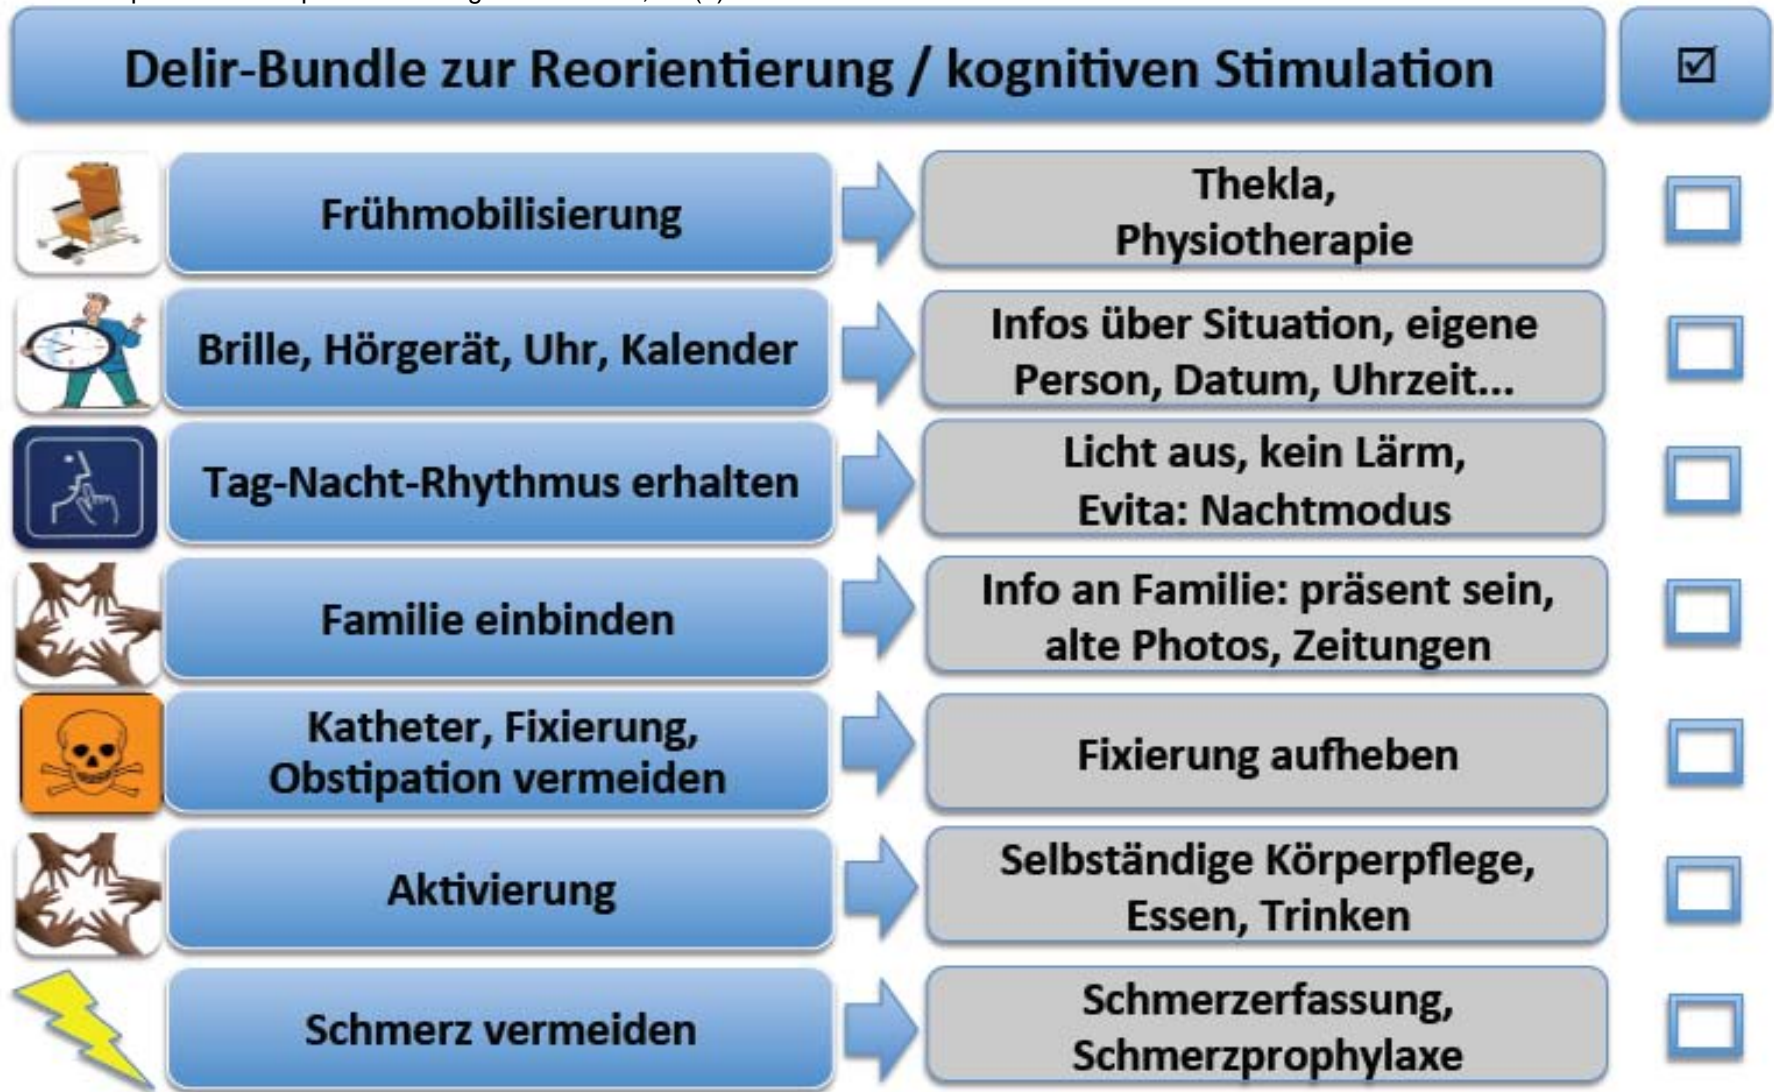 Delir-Bundle zur Reorientierung / kognitiven Stimulation ☑
Frühmobilisierung
Thekla,
Physiotherapie
Brille, Hörgerät, Uhr, Kalender
Infos über Situation, eigene
Person, Datum, Uhrzeit...
Tag-Nacht-Rhythmus erhalten
Licht aus, kein Lärm,
Evita: Nachtmodus
Familie einbinden
Info an Familie: präsent sein,
alte Photos, Zeitungen
Katheter, Fixierung,
Obstipation vermeiden
Fixierung aufheben
Aktivierung
Selbständige Körperpflege,
Essen, Trinken
Schmerz vermeiden
Schmerzerfassung,
Schmerzprophylaxe